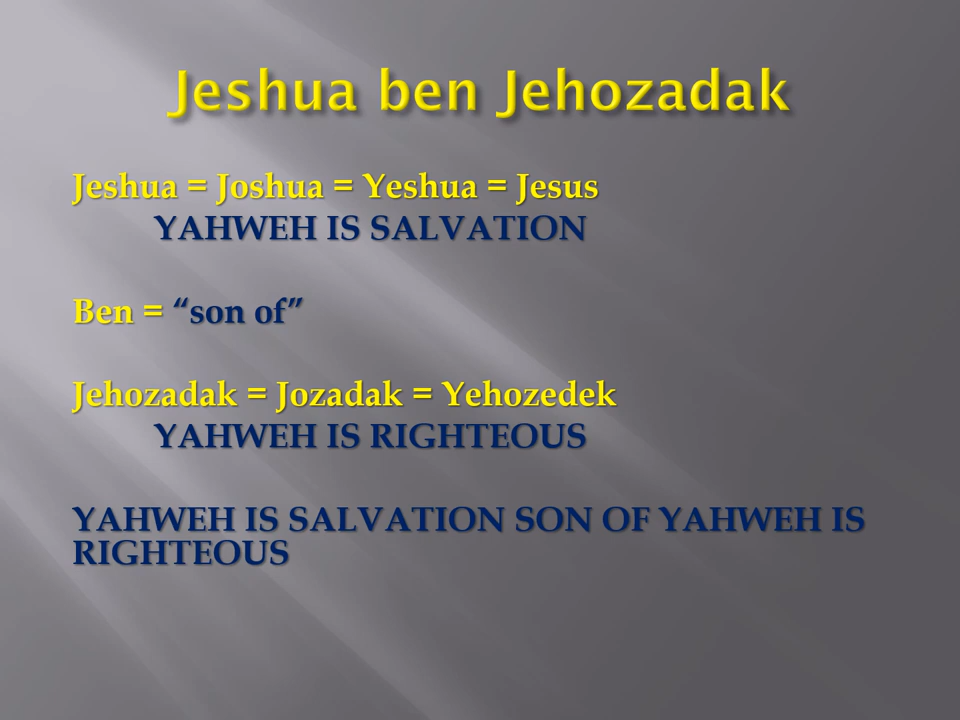 Jeshua ben Jehozadak
Jeshua = Joshua = Yeshua = Jesus
YAHWEH IS SALVATION
Ben = “son of”
Jehozadak = Jozadak = Yehozedek
YAHWEH IS RIGHTEOUS
YAHWEH IS SALVATION SON OF YAHWEH IS
RIGHTEOUS